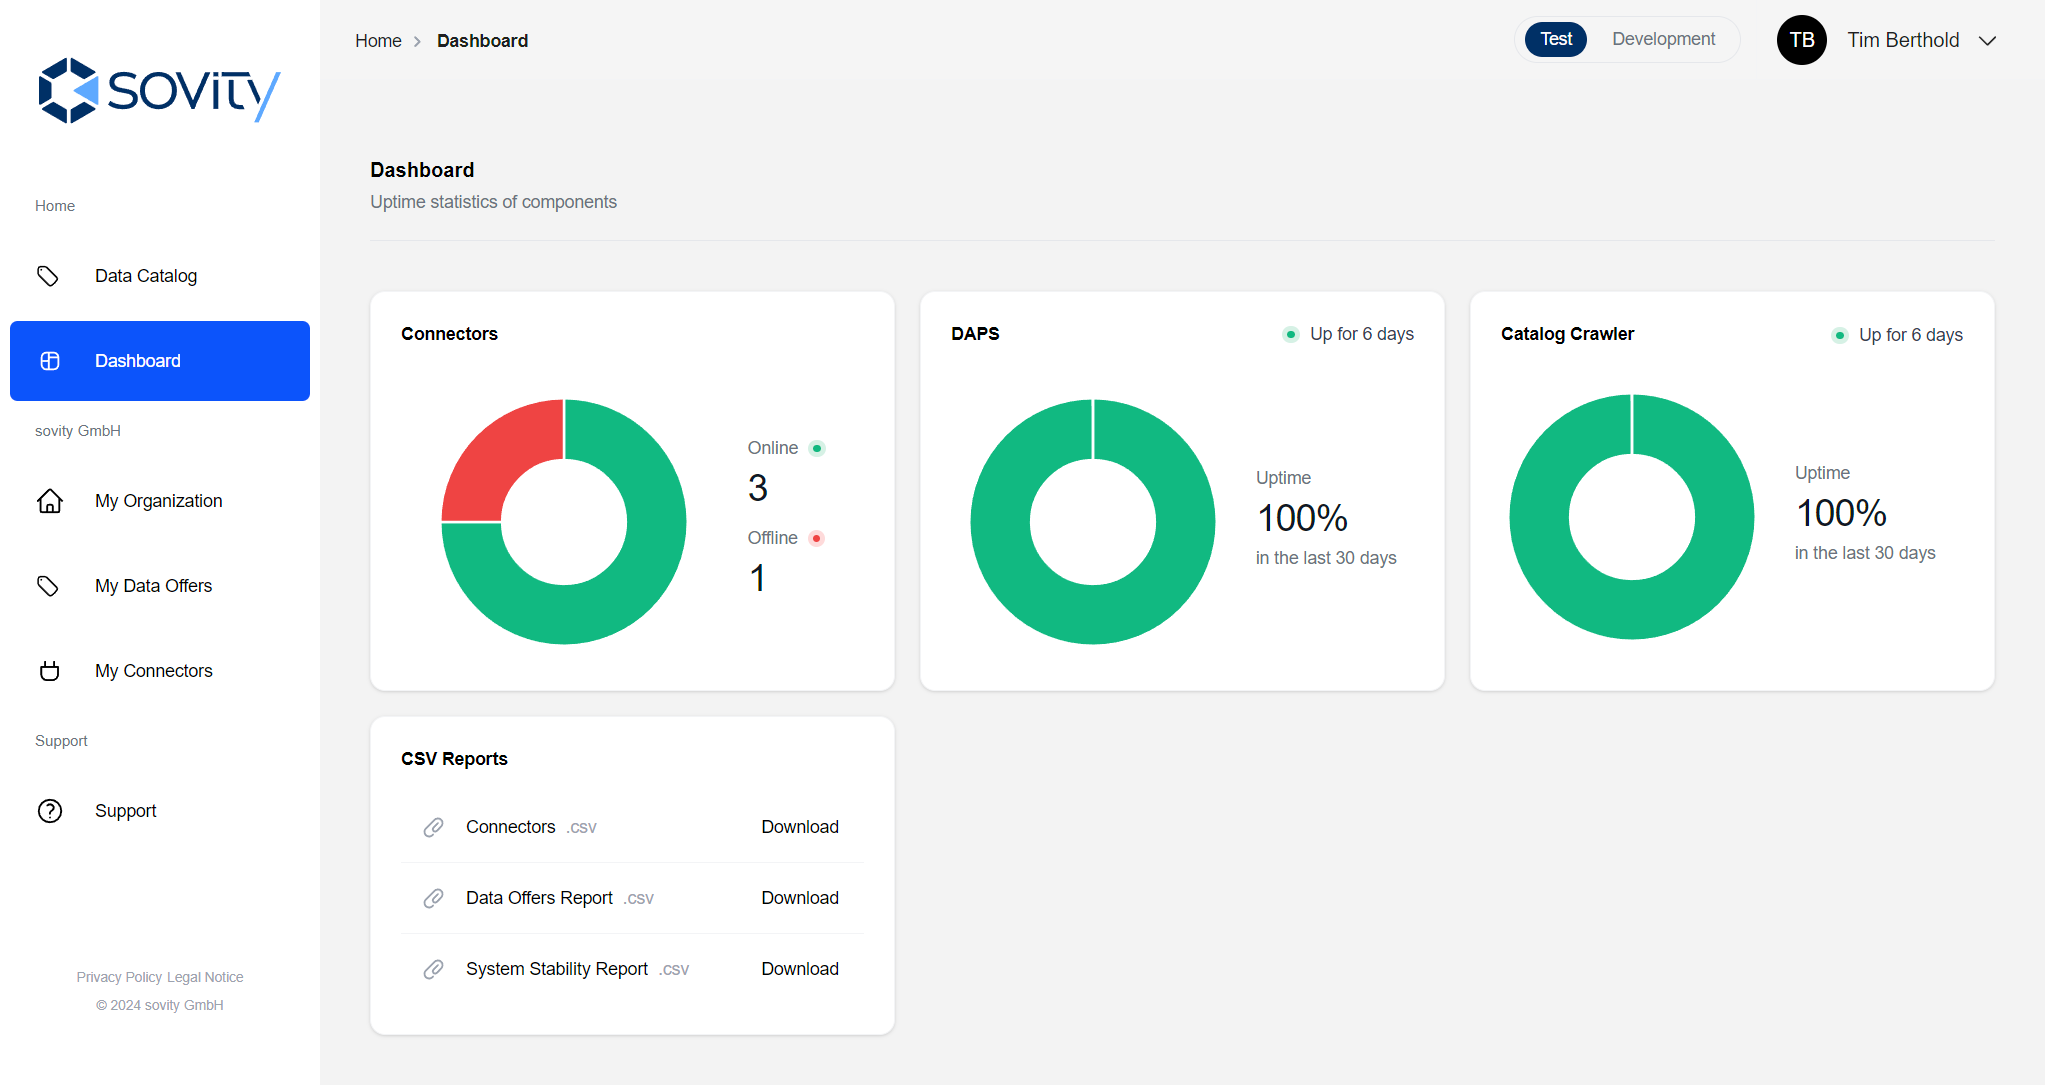 sovity
Home
Data Catalog
Dashboard
sovity GmbH
My Organization
My Data Offers
My Connectors
Support
Support
Privacy Policy Legal Notice
© 2024 sovity GmbH
Home Dashboard
Test Development
TB Tim Berthold
Dashboard
Uptime statistics of components
Connectors
Online
3
Offline
1
DAPS
Up for 6 days
Uptime
100%
in the last 30 days
Catalog Crawler
Up for 6 days
Uptime
100%
in the last 30 days
CSV Reports
Connectors .csv Download
Data Offers Report .csv Download
System Stability Report .csv Download